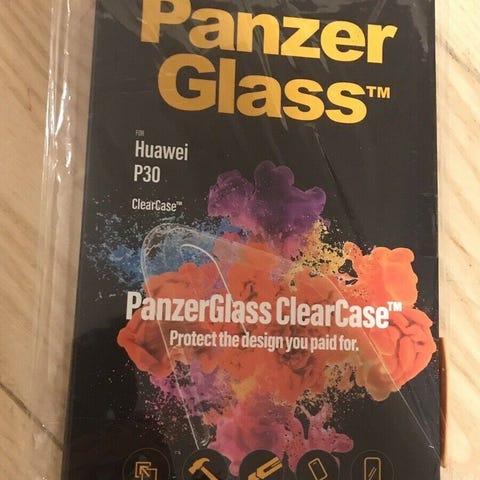 Panzer
Glass™
FOR
Huawei
P30
ClearCase™
PanzerGlass ClearCase™
Protect the design you paid for.